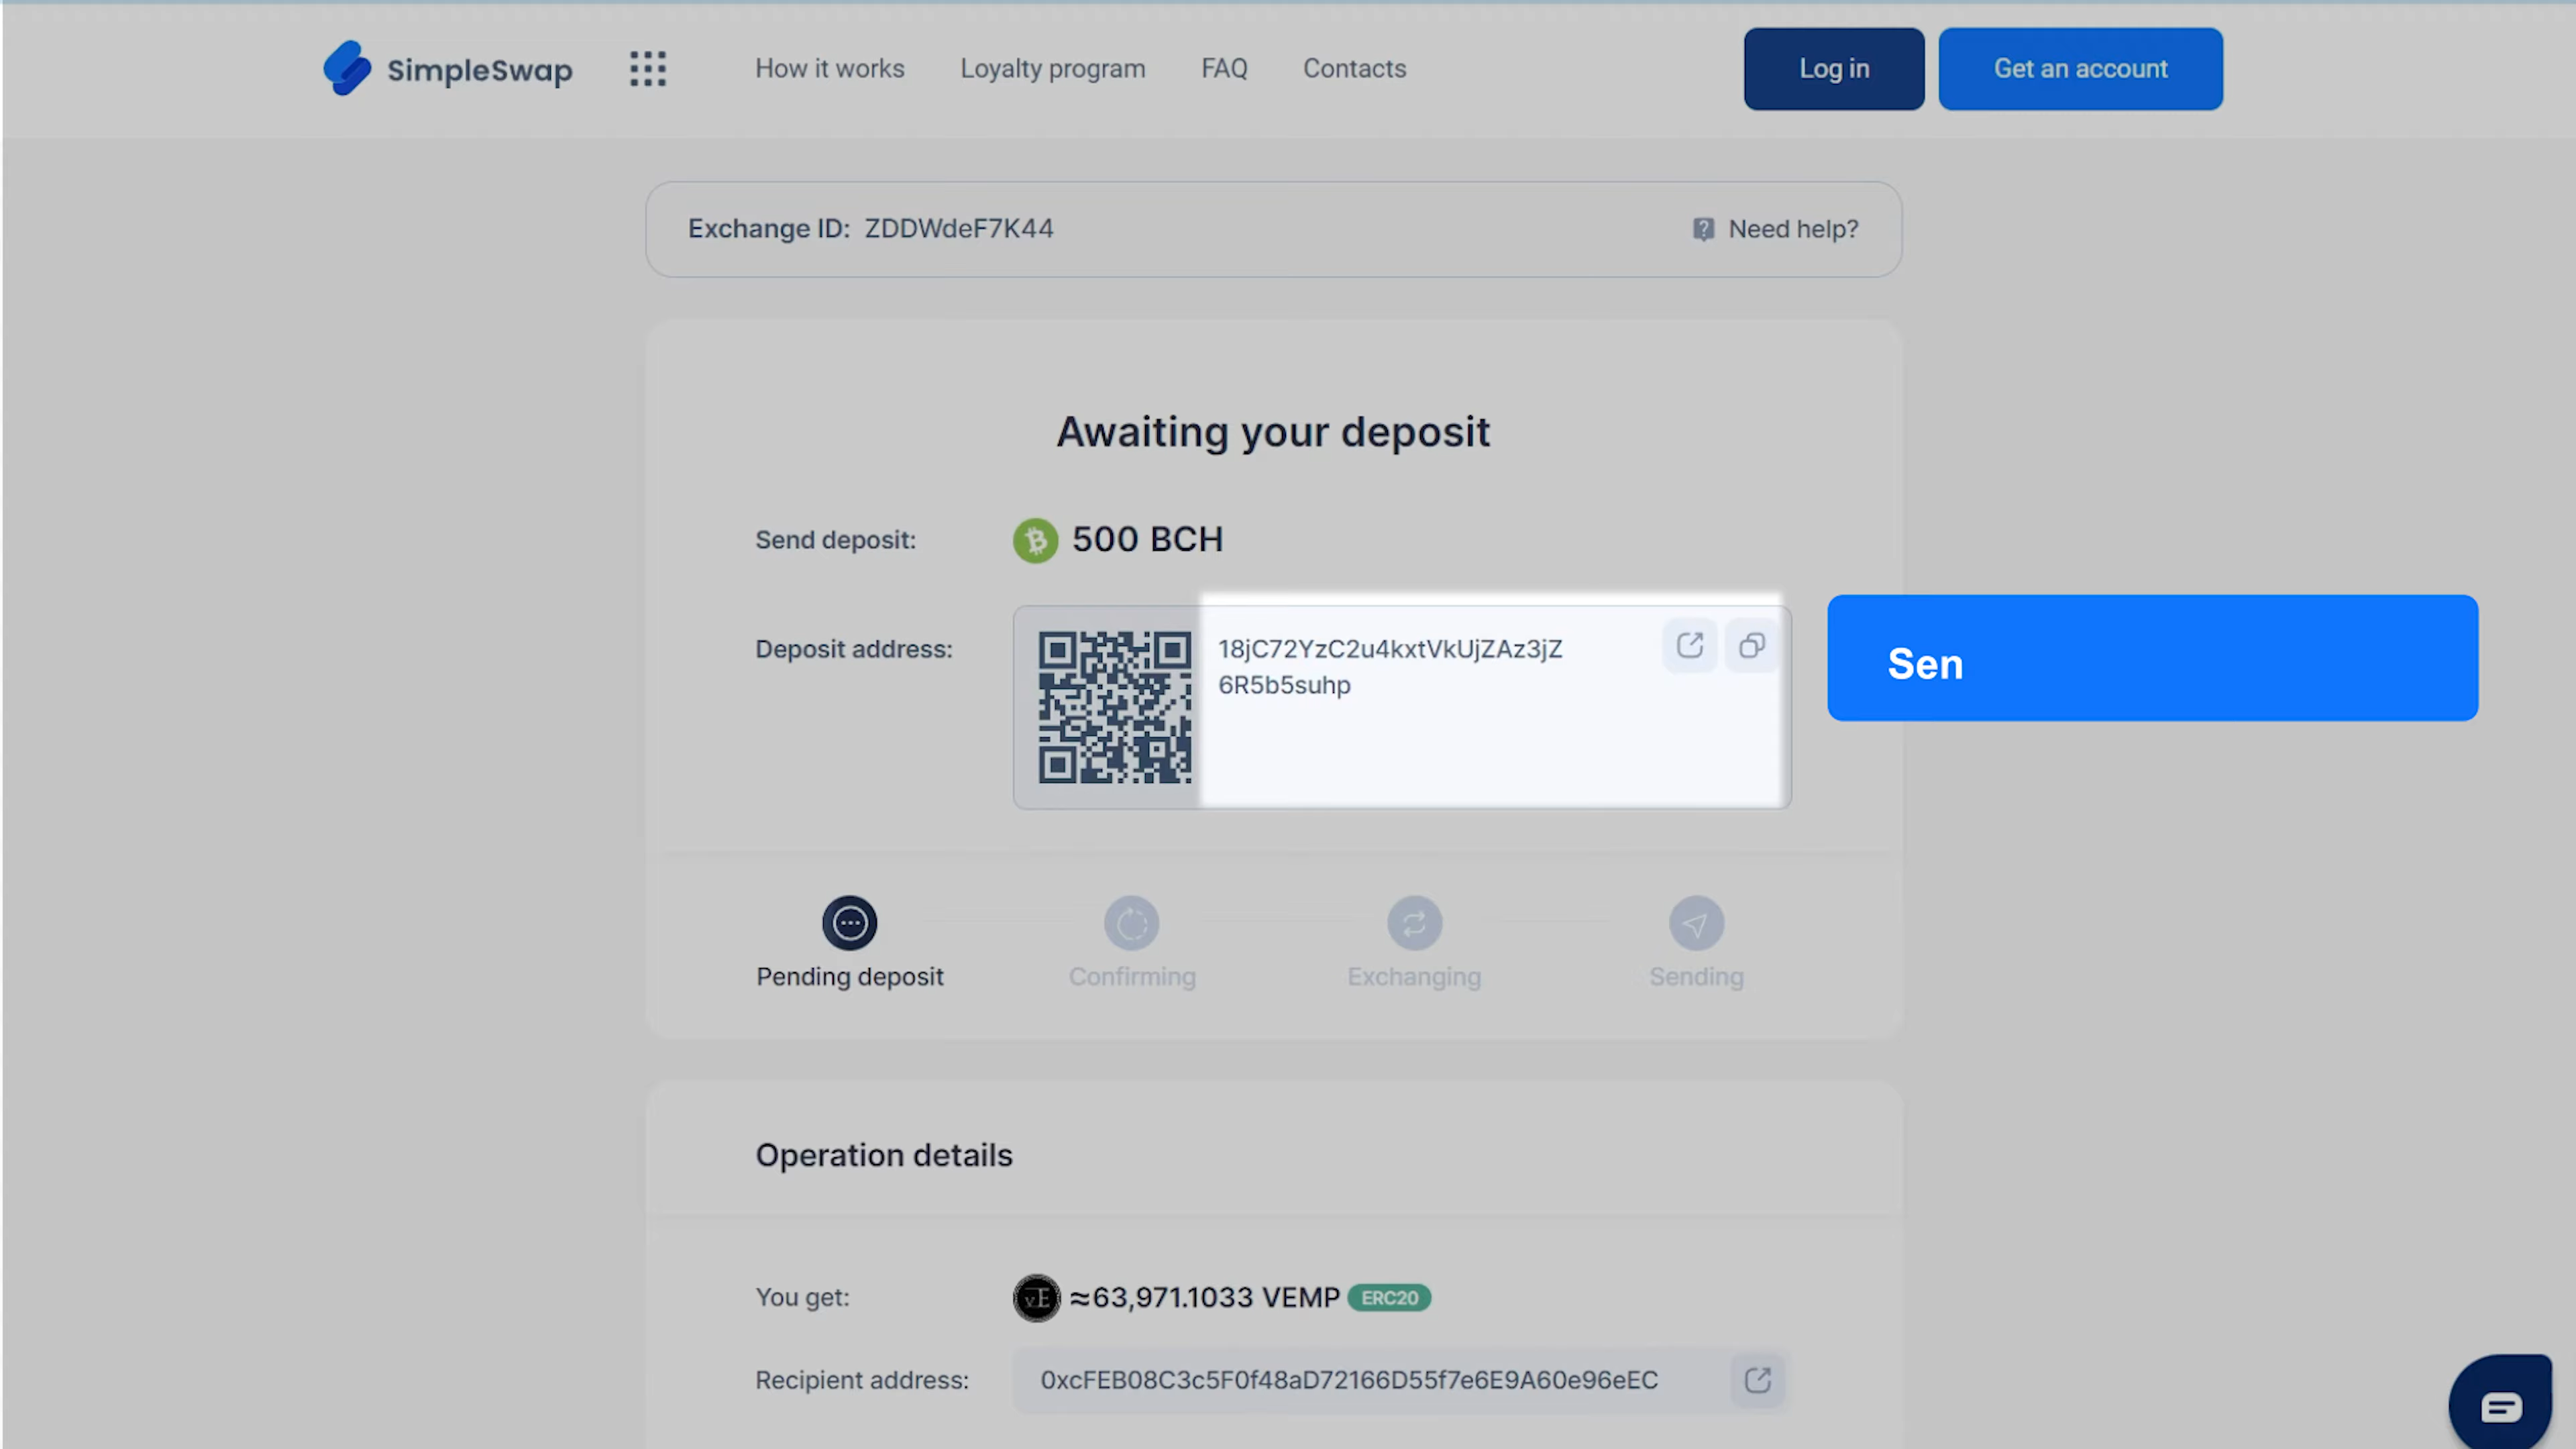 SimpleSwap
How it works
Loyalty program
FAQ
Contacts
Log in
Get an account
Exchange ID: ZDDWdeF7K44
Need help?
Awaiting your deposit
Send deposit:
500 BCH
Deposit address:
18jC72YzC2u4kxtVkUjZAz3jZ
6R5b5suhp
Sen
Pending deposit
Confirming
Exchanging
Sending
Operation details
You get:
vE
≈63,971.1033 VEMP ERC20
Recipient address:
0xcFEB08C3c5F0f48aD72166D55f7e6E9A60e96eEC